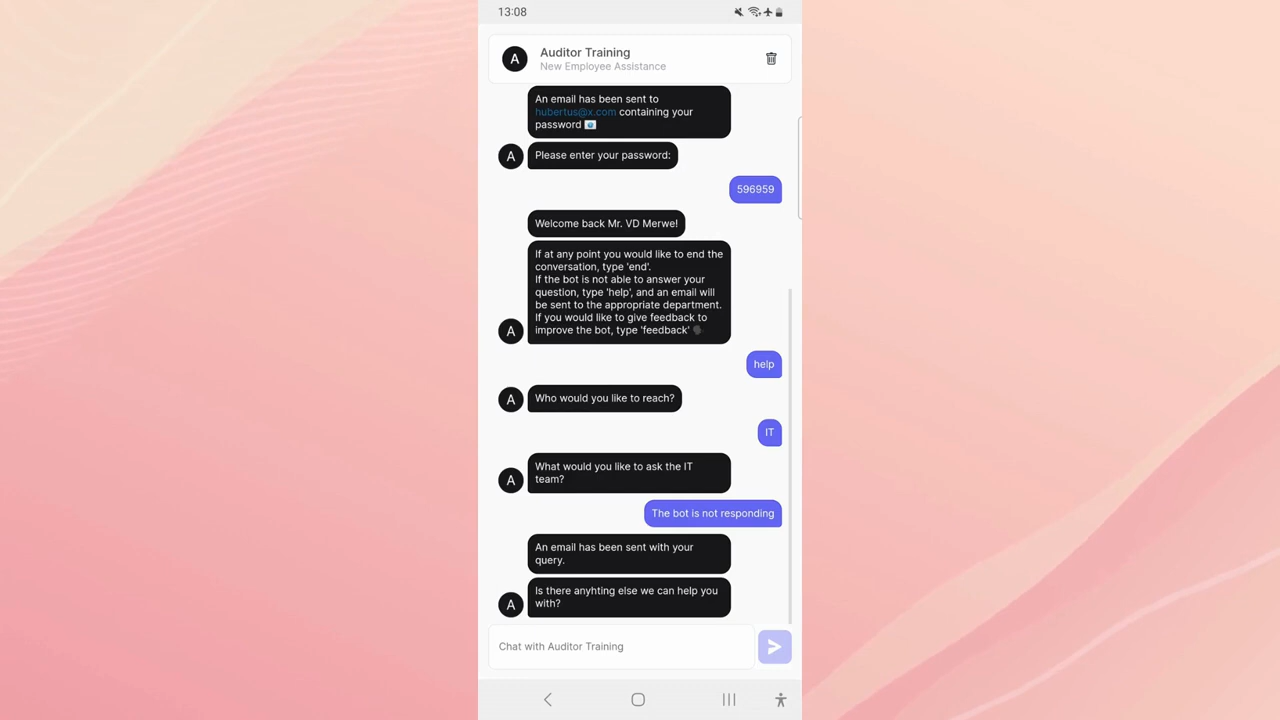 13:08
A
Auditor Training
New Employee Assistance
An email has been sent to
hubertus@x.com containing your
password
A
Please enter your password:
596959
Welcome back Mr. VD Merwe!
If at any point you would like to end the
conversation, type 'end'.
If the bot is not able to answer your
question, type 'help', and an email will
be sent to the appropriate department.
If you would like to give feedback to
improve the bot, type 'feedback' 🗣
A
help
A
Who would you like to reach?
IT
What would you like to ask the IT
team?
A
The bot is not responding
An email has been sent with your
query.
Is there anyhting else we can help you
with?
A
Chat with Auditor Training